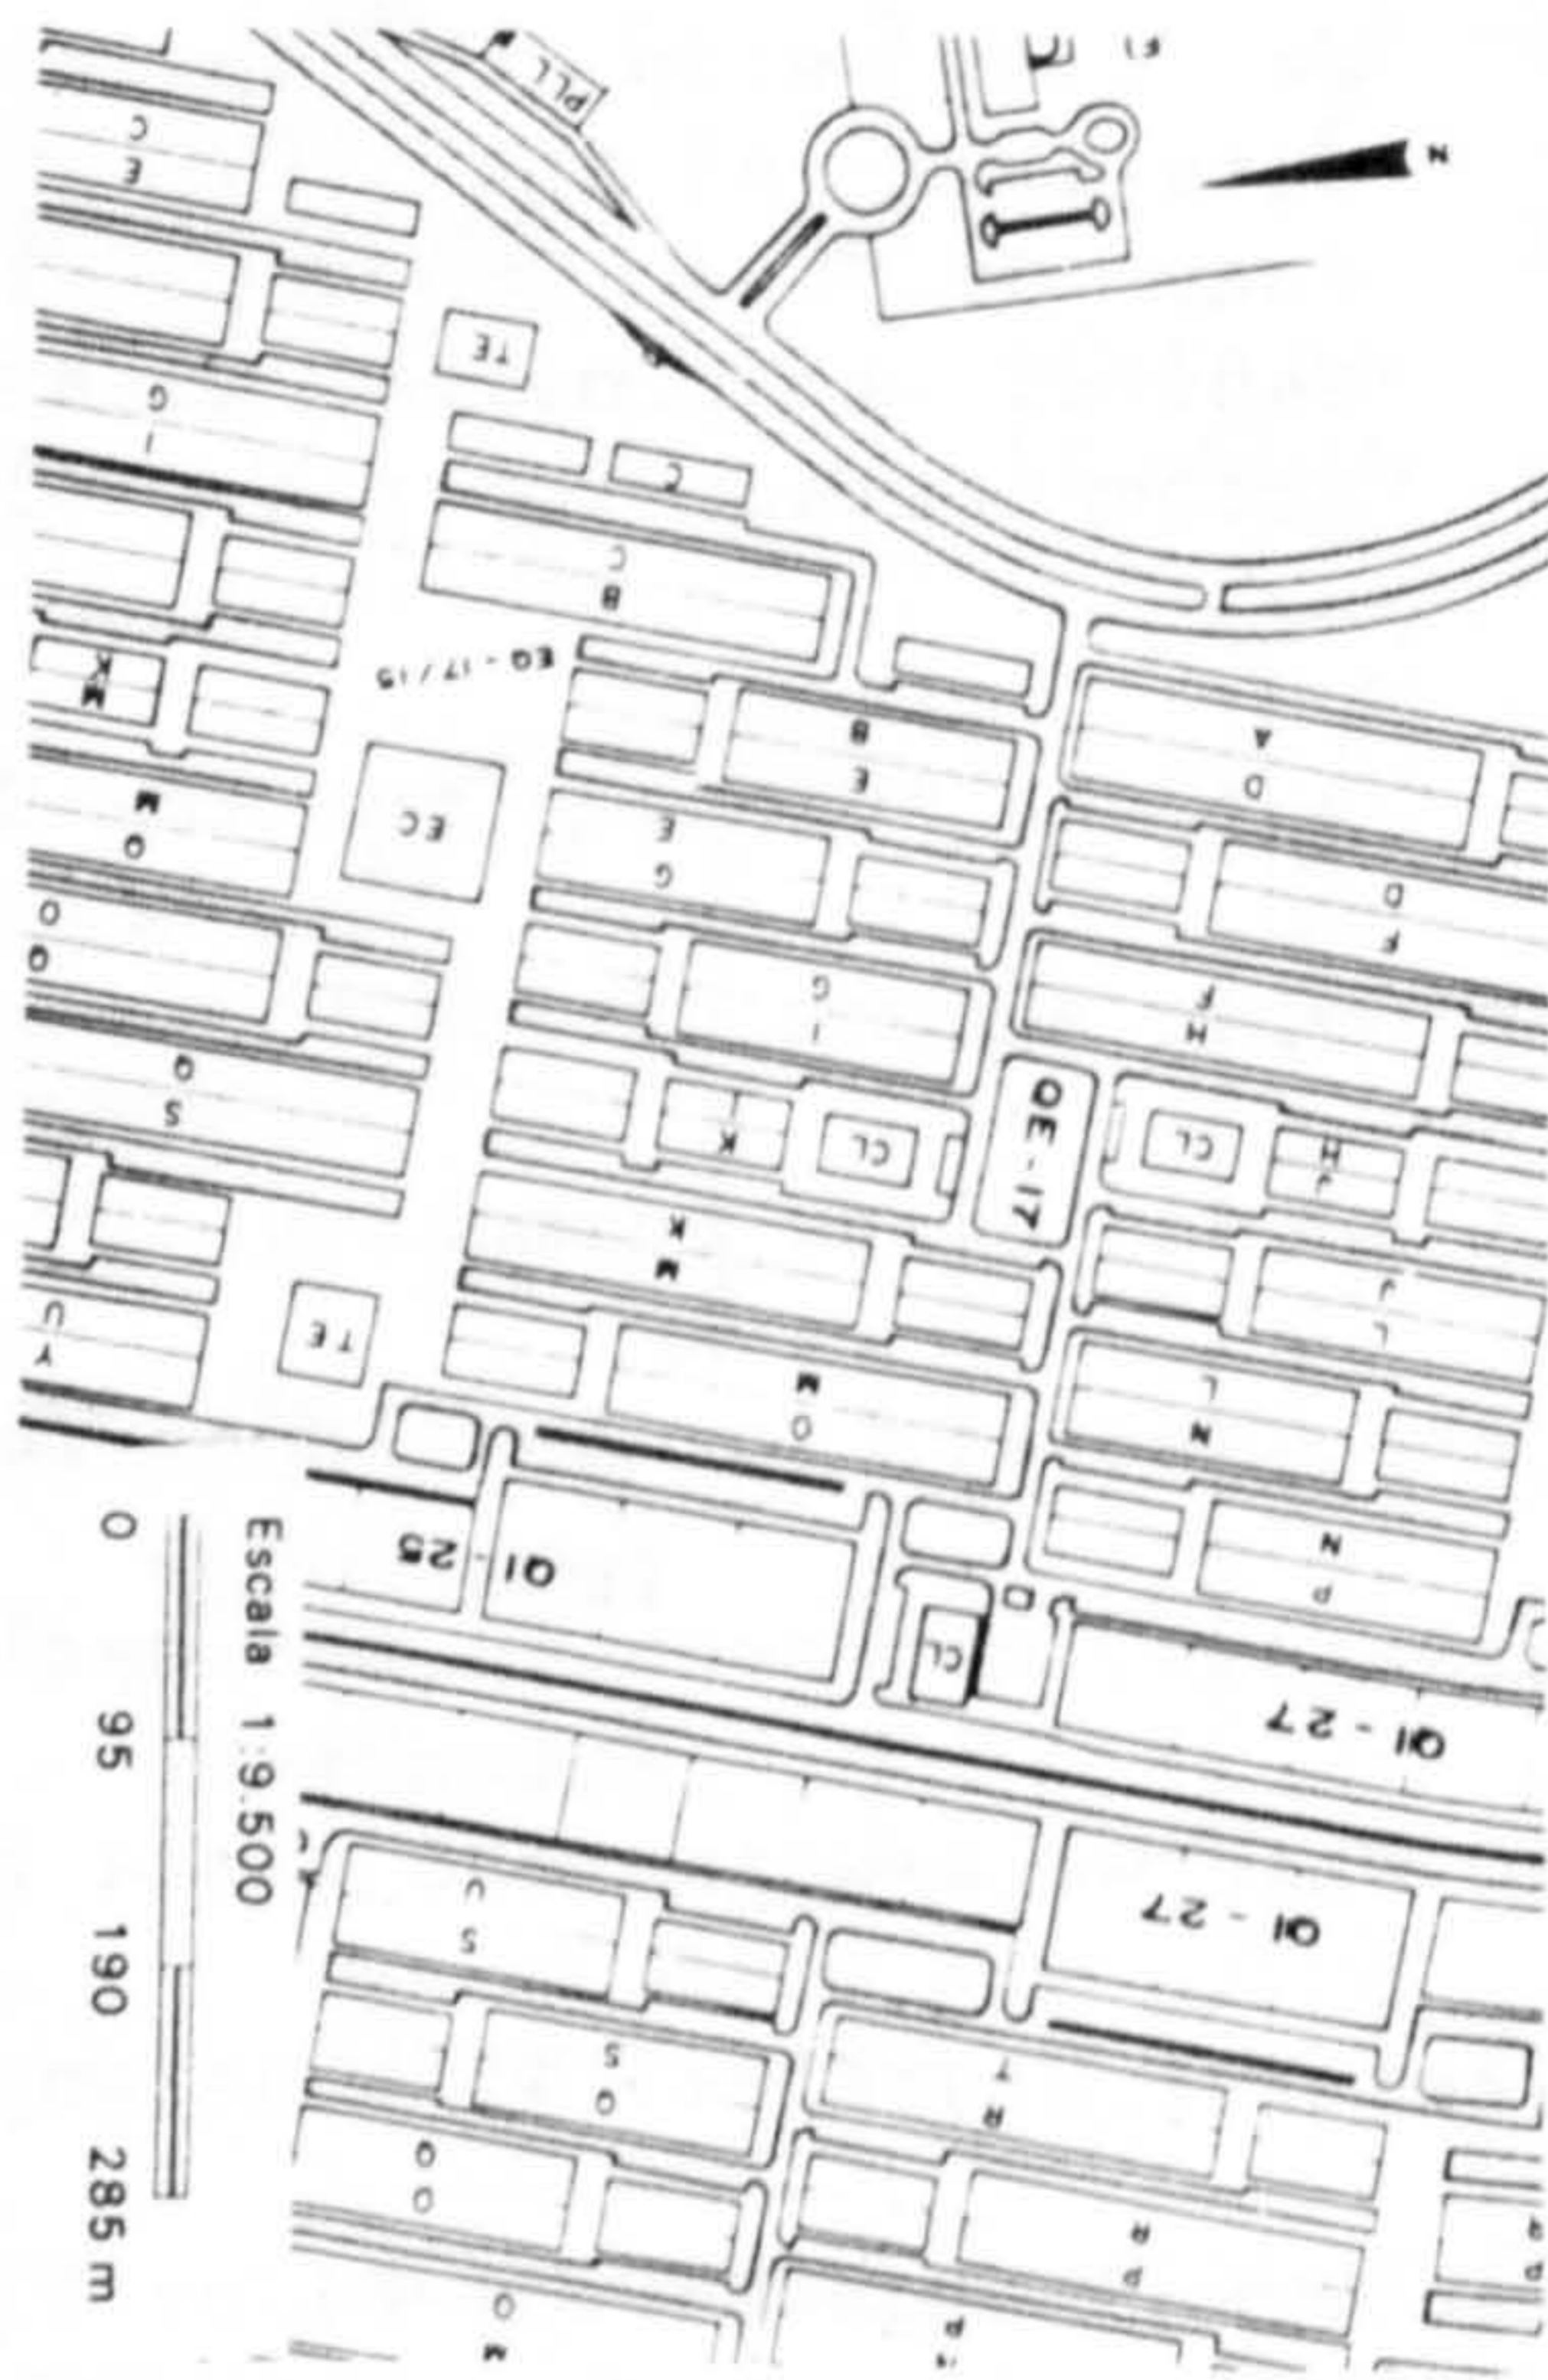 PLL
N
C
E
TE
G
I
C
C
B
EQ-17/15
K
M
B
E
A
D
EC
M
O
E
G
D
F
O
Q
G
I
F
H
Q
S
K
CL
QE-17
CL
H
J
K
M
J
L
U
Y
TE
M
O
L
N
QI-25
N
P
CL
QI-27
Escala 1:9.500
0
95
190
285 m
QI-27
U
S
S
Q
T
R
Q
O
R
P
R
P
O
M
P